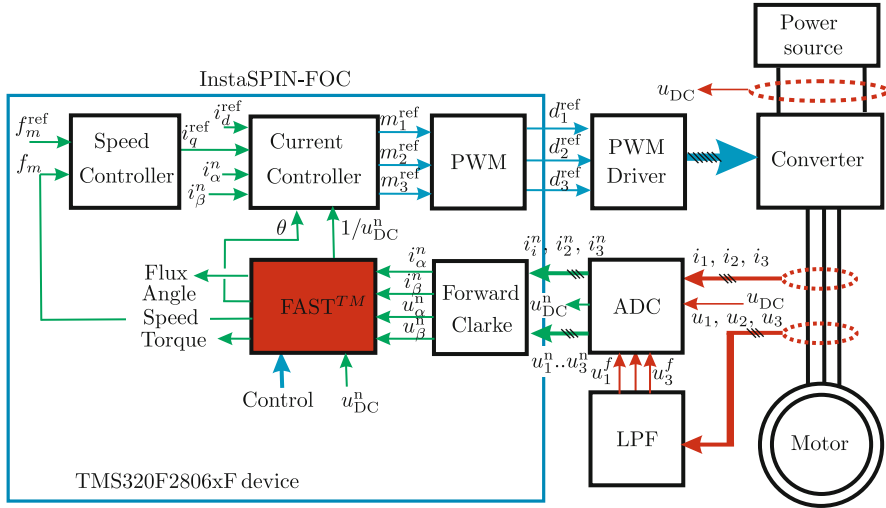 Power
source
InstaSPIN-FOC
u_DC
f_m^ref
i_d^ref
i_q^ref
m_1^ref
d_1^ref
Speed
Controller
Current
Controller
PWM
PWM
Driver
Converter
f_m
i_α^n
m_2^ref
d_2^ref
i_β^n
m_3^ref
d_3^ref
θ
1/u_DC^n
i_i^n, i_2^n, i_3^n
i_1, i_2, i_3
Flux
Angle
Speed
Torque
FAST^TM
i_α^n
i_β^n
u_α^n
u_β^n
Forward
Clarke
u_DC^n
ADC
u_DC
u_1, u_2, u_3
u_1^n..u_3^n
u_1^f
u_3^f
Control
u_DC^n
LPF
Motor
TMS320F2806xF device